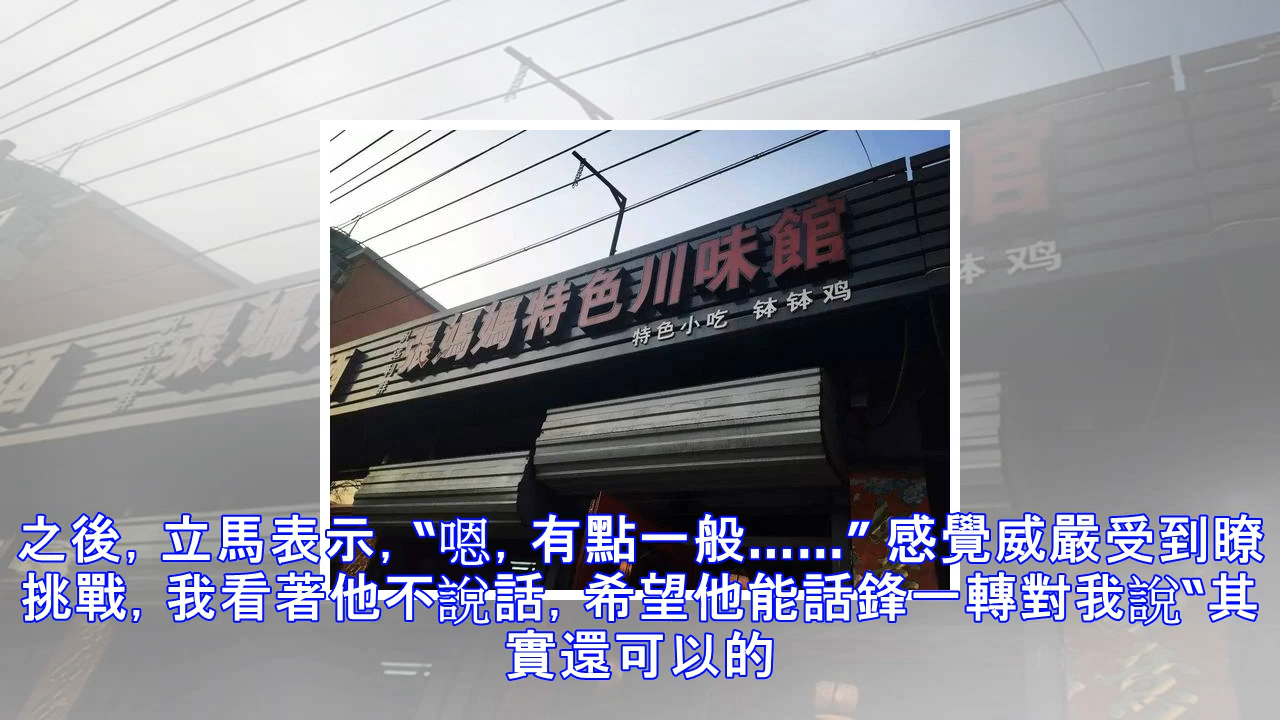 張媽媽特色川味館
特色小吃 钵钵鸡
之後, 立馬表示, “嗯, 有點一般……” 感覺威嚴受到瞭
挑戰, 我看著他不說話, 希望他能話鋒一轉對我說 “其
實還可以的